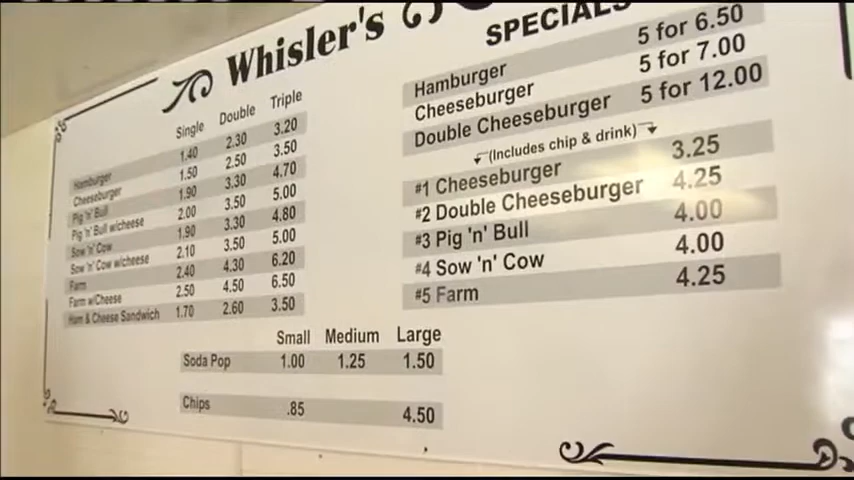 Whisler's
Single Double Triple
Hamburger 1.40 2.30 3.20
Cheeseburger 1.50 2.50 3.50
Pig 'n' Bull 1.90 3.30 4.70
Pig 'n' Bull w/cheese 2.00 3.50 5.00
Sow 'n' Cow 1.90 3.30 4.80
Sow 'n' Cow w/cheese 2.10 3.50 5.00
Farm 2.40 4.30 6.20
Farm w/Cheese 2.50 4.50 6.50
Ham & Cheese Sandwich 1.70 2.60 3.50
Small Medium Large
Soda Pop 1.00 1.25 1.50
Chips .85 4.50
SPECIALS
Hamburger 5 for 6.50
Cheeseburger 5 for 7.00
Double Cheeseburger 5 for 12.00
(Includes chip & drink)
#1 Cheeseburger 3.25
#2 Double Cheeseburger 4.25
#3 Pig 'n' Bull 4.00
#4 Sow 'n' Cow 4.00
#5 Farm 4.25